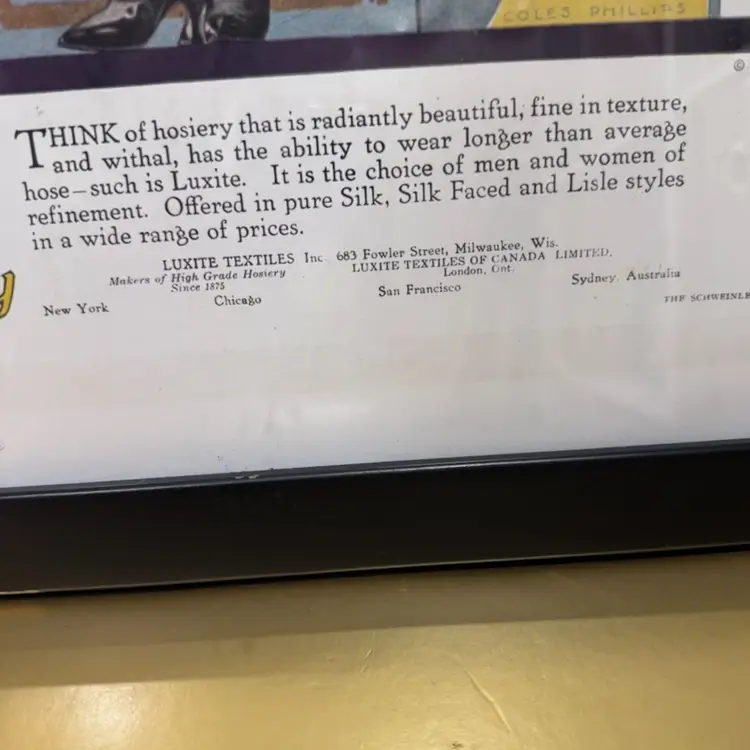 COLES PHILLIPS
©
THINK of hosiery that is radiantly beautiful, fine in texture,
and withal, has the ability to wear longer than average
hose—such is Luxite. It is the choice of men and women of
refinement. Offered in pure Silk, Silk Faced and Lisle styles
in a wide range of prices.
LUXITE TEXTILES Inc. 683 Fowler Street, Milwaukee, Wis.
Makers of High Grade Hosiery LUXITE TEXTILES OF CANADA LIMITED,
Since 1875 London, Ont.
New York Chicago San Francisco Sydney, Australia
THE